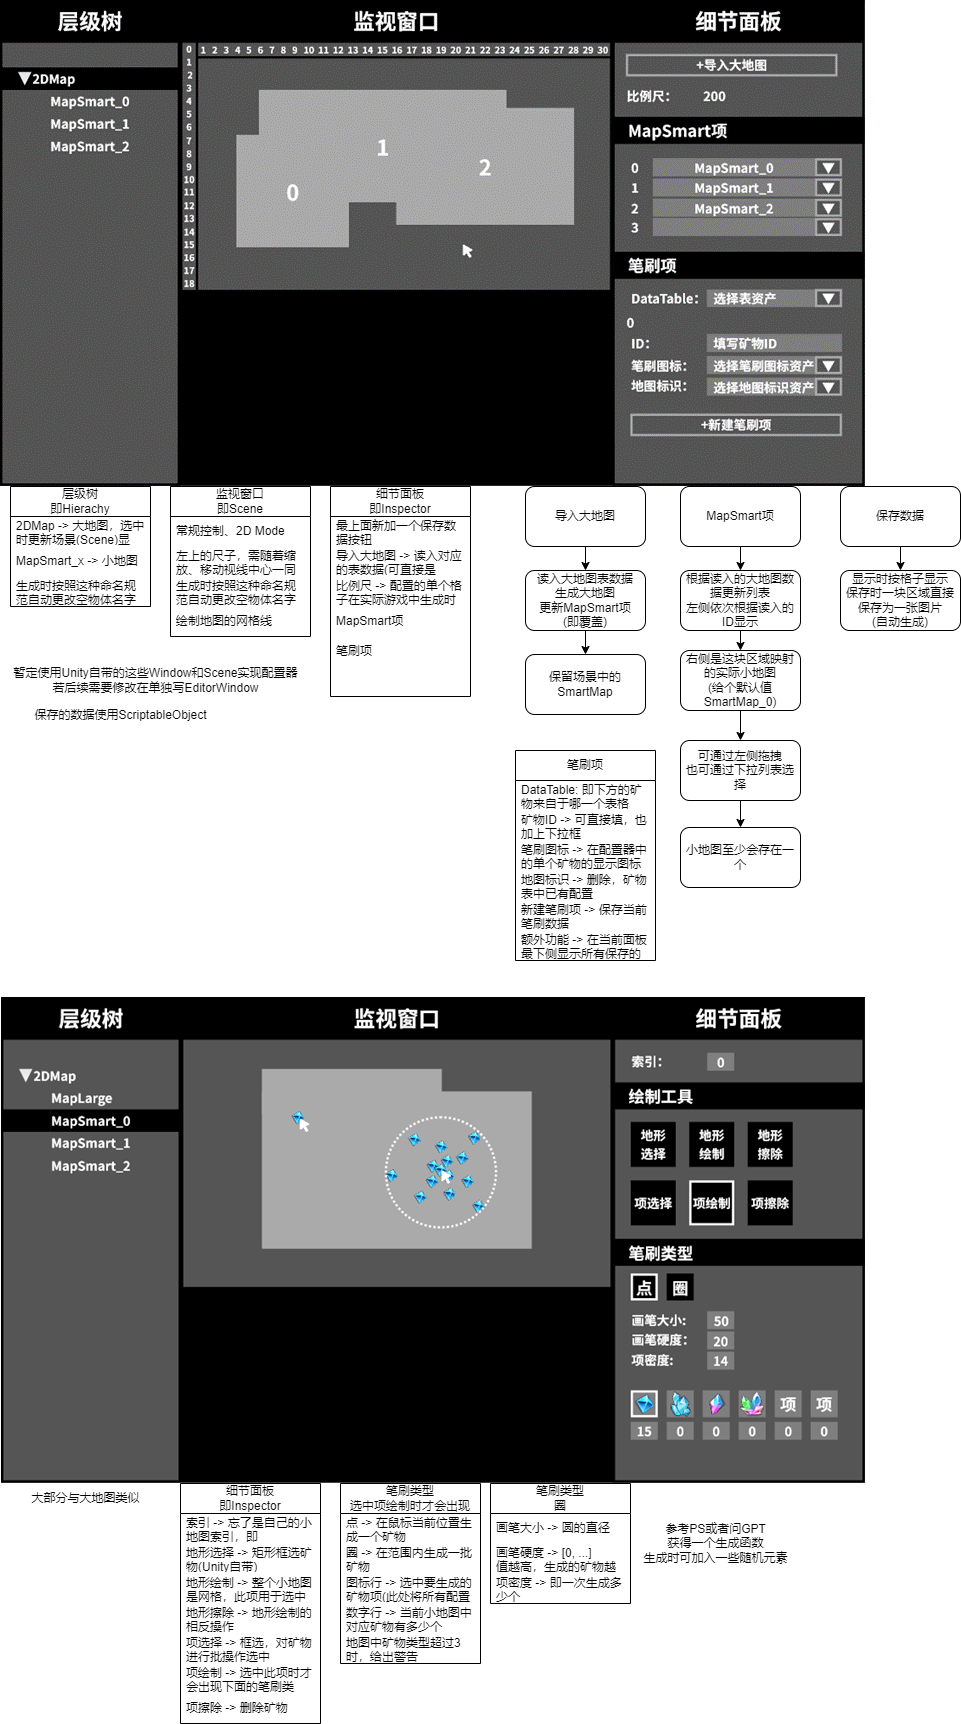 层级树
监视窗口
细节面板
▼2DMap
MapSmart_0
MapSmart_1
MapSmart_2
0 1 2 3 4 5 6 7 8 9 10 11 12 13 14 15 16 17 18 19 20 21 22 23 24 25 26 27 28 29 30
1
2
3
4
5
6
7
8
9
10
11
12
13
14
15
16
17
18
0
1
2
+导入大地图
比例尺： 200
MapSmart项
0 MapSmart_0
1 MapSmart_1
2 MapSmart_2
3
笔刷项
DataTable： 选择表资产
0
ID： 填写矿物ID
笔刷图标： 选择笔刷图标资产
地图标识： 选择地图标识资产
+新建笔刷项
层级树
即Hierachy
2DMap -> 大地图，选中
时更新场景(Scene)显
MapSmart_x -> 小地图
生成时按照这种命名规
范自动更改空物体名字
监视窗口
即Scene
常规控制、2D Mode
左上的尺子，需随着缩
放、移动视线中心一同
生成时按照这种命名规
范自动更改空物体名字
绘制地图的网格线
细节面板
即Inspector
最上面新加一个保存数
据按钮
导入大地图 -> 读入对应
的表数据(可直接是
比例尺 -> 配置的单个格
子在实际游戏中生成时
MapSmart项
笔刷项
暂定使用Unity自带的这些Window和Scene实现配置器
若后续需要修改在单独写EditorWindow
保存的数据使用ScriptableObject
导入大地图
读入大地图表数据
生成大地图
更新MapSmart项
(即覆盖)
保留场景中的
SmartMap
MapSmart项
根据读入的大地图数
据更新列表
左侧依次根据读入的
ID显示
右侧是这块区域映射
的实际小地图
(给个默认值
SmartMap_0)
可通过左侧拖拽
也可通过下拉列表选
择
小地图至少会存在一
个
保存数据
显示时按格子显示
保存时一块区域直接
保存为一张图片
(自动生成)
笔刷项
DataTable: 即下方的矿
物来自于哪一个表格
矿物ID -> 可直接填，也
加上下拉框
笔刷图标 -> 在配置器中
的单个矿物的显示图标
地图标识 -> 删除，矿物
表中已有配置
新建笔刷项 -> 保存当前
笔刷数据
额外功能 -> 在当前面板
最下侧显示所有保存的
层级树
监视窗口
细节面板
▼2DMap
MapLarge
MapSmart_0
MapSmart_1
MapSmart_2
索引： 0
绘制工具
地形
选择
地形
绘制
地形
擦除
项选择
项绘制
项擦除
笔刷类型
点
圈
画笔大小: 50
画笔硬度: 20
项密度: 14
项 项
15 0 0 0 0 0
大部分与大地图类似
细节面板
即Inspector
索引 -> 忘了是自己的小
地图索引，即
地形选择 -> 矩形框选矿
物(Unity自带)
地形绘制 -> 整个小地图
是网格，此项用于选中
地形擦除 -> 地形绘制的
相反操作
项选择 -> 框选，对矿物
进行批操作选中
项绘制 -> 选中此项时才
会出现下面的笔刷类
项擦除 -> 删除矿物
笔刷类型
选中项绘制时才会出现
点 -> 在鼠标当前位置生
成一个矿物
圈 -> 在范围内生成一批
矿物
图标行 -> 选中要生成的
矿物项(此处将所有配置
数字行 -> 当前小地图中
对应矿物有多少个
地图中矿物类型超过3
时，给出警告
笔刷类型
圈
画笔大小 -> 圆的直径
画笔硬度 -> [0, ...]
值越高，生成的矿物越
项密度 -> 即一次生成多
少个
参考PS或者问GPT
获得一个生成函数
生成时可加入一些随机元素